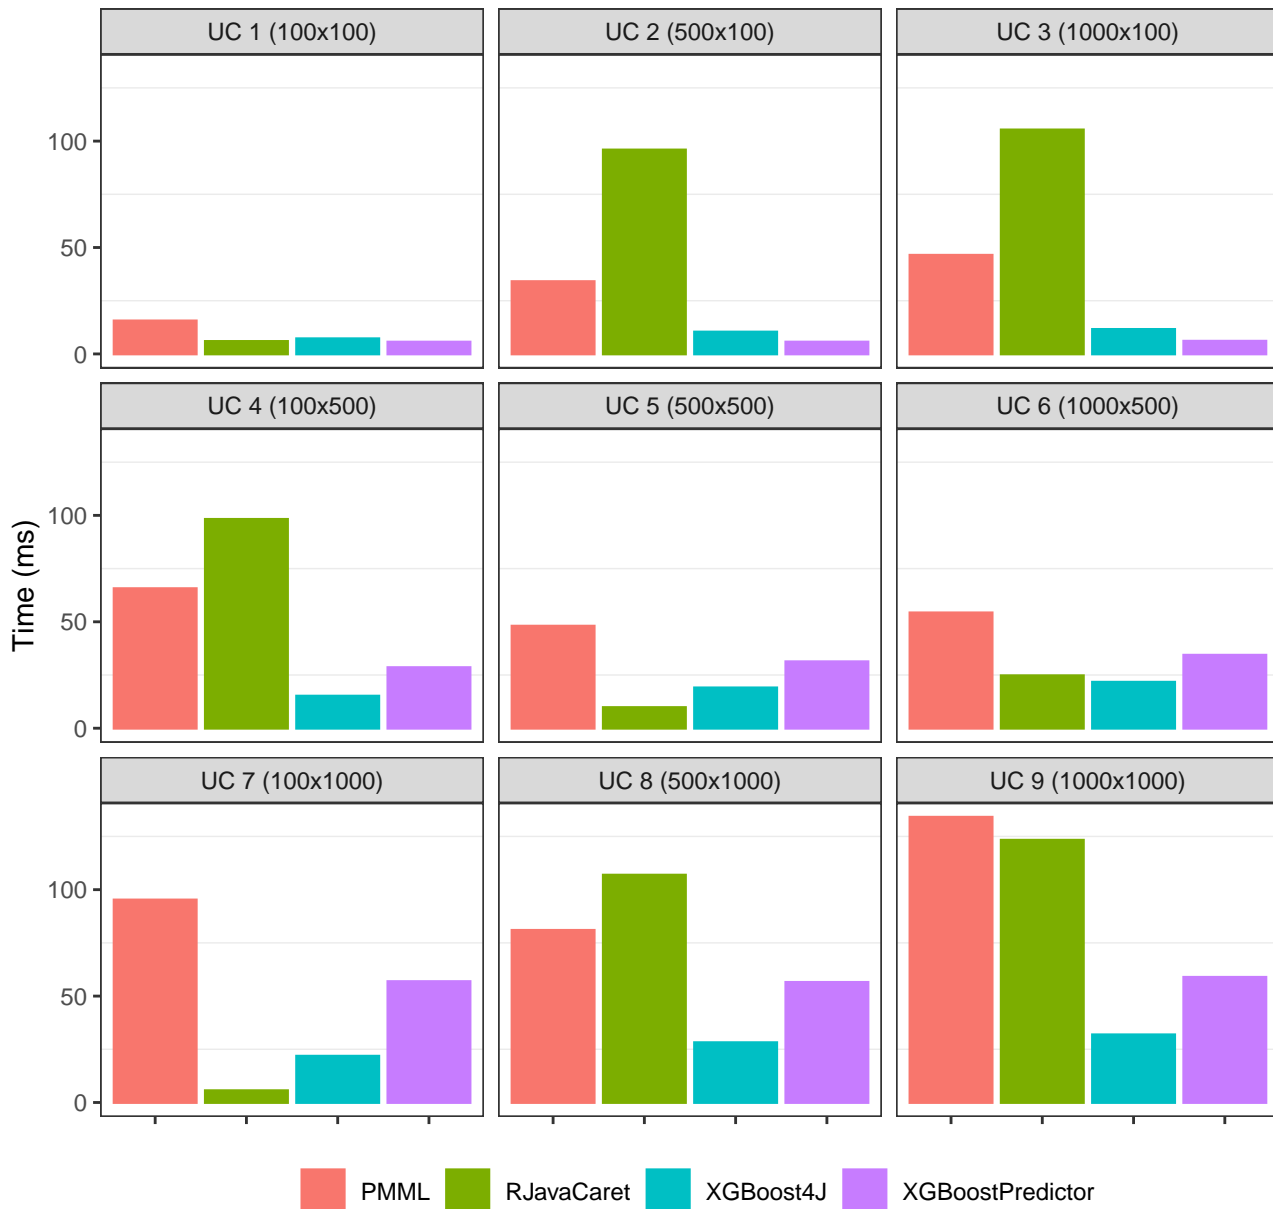 UC 1 (100x100)
UC 2 (500x100)
UC 3 (1000x100)
100
50
0
UC 4 (100x500)
UC 5 (500x500)
UC 6 (1000x500)
100
50
0
Time (ms)
UC 7 (100x1000)
UC 8 (500x1000)
UC 9 (1000x1000)
100
50
0
PMML RJavaCaret XGBoost4J XGBoostPredictor